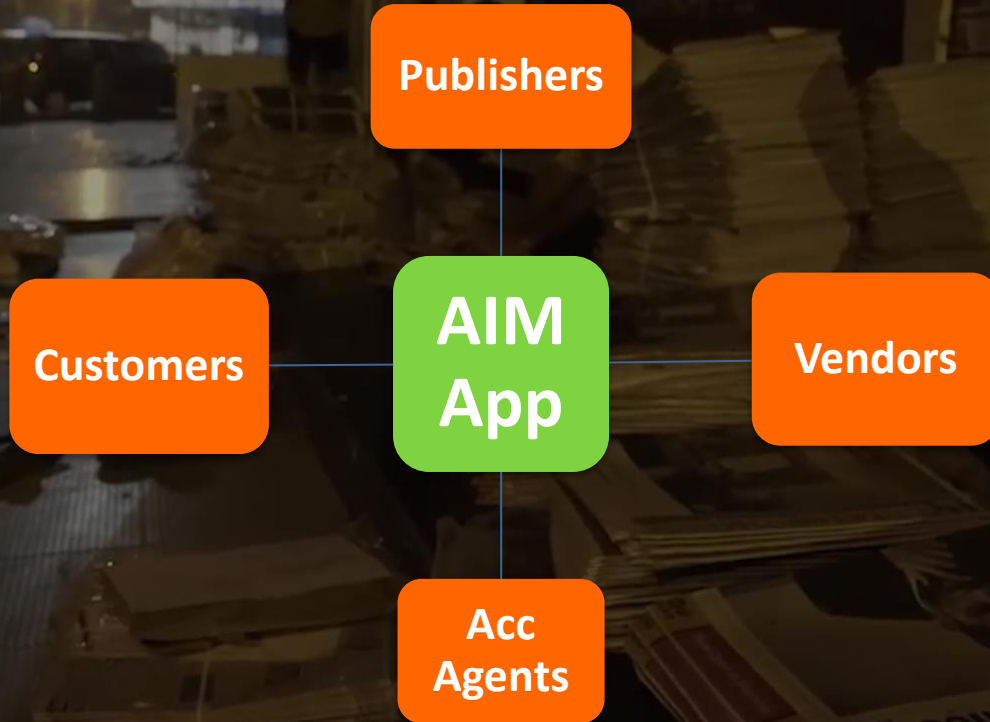 Publishers
Customers
AIM
App
Vendors
Acc
Agents